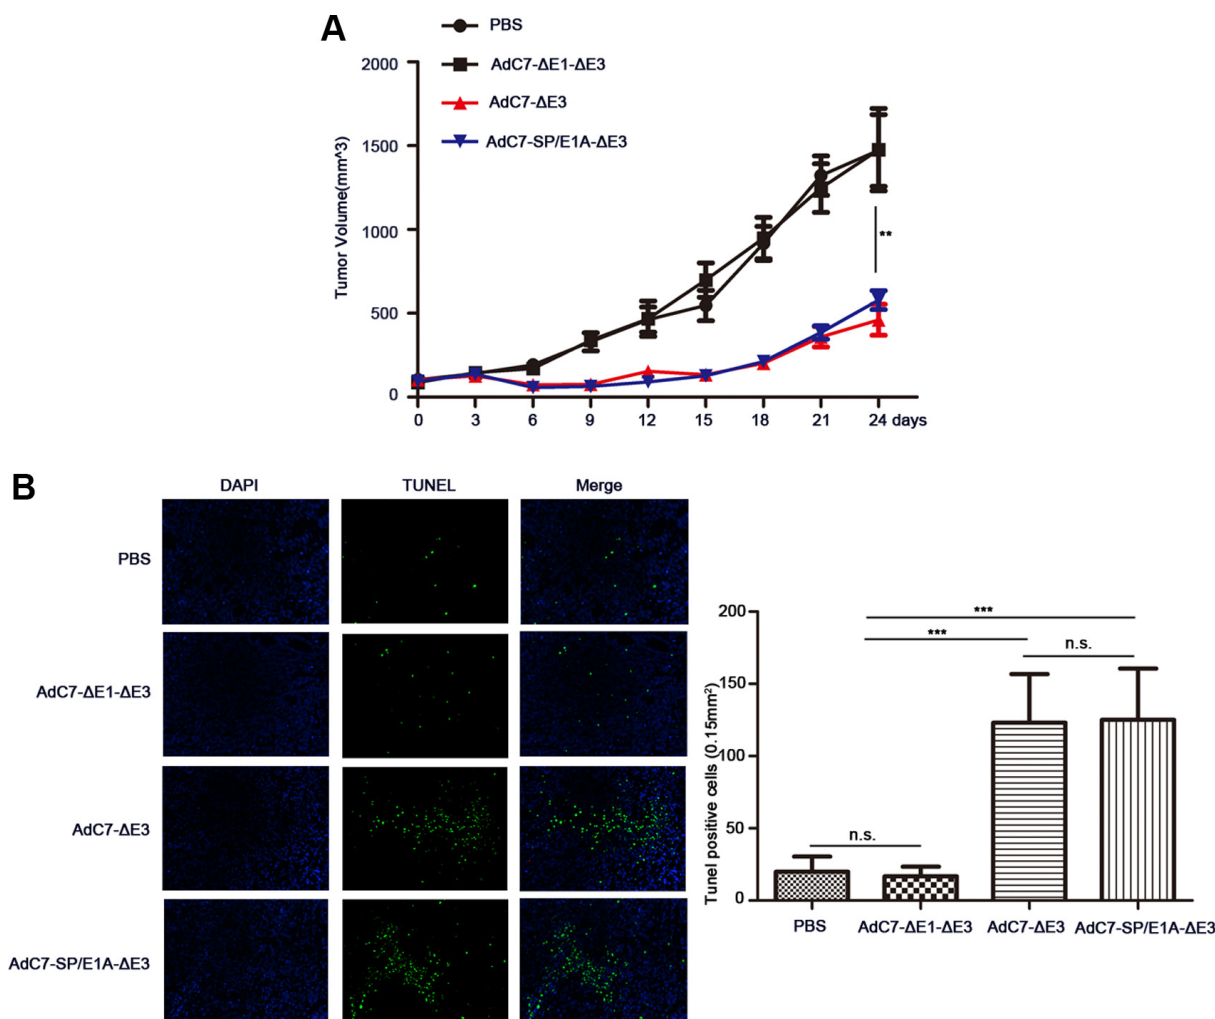 A
PBS
AdC7-ΔE1-ΔE3
AdC7-ΔE3
AdC7-SP/E1A-ΔE3
Tumor Volume(mm^3)
2000
1500
1000
500
0
**
0 3 6 9 12 15 18 21 24 days
B
DAPI TUNEL Merge
PBS
AdC7-ΔE1-ΔE3
AdC7-ΔE3
AdC7-SP/E1A-ΔE3
Tunel positive cells (0.15mm²)
200
150
100
50
0
***
***
n.s.
n.s.
PBS AdC7-ΔE1-ΔE3 AdC7-ΔE3 AdC7-SP/E1A-ΔE3